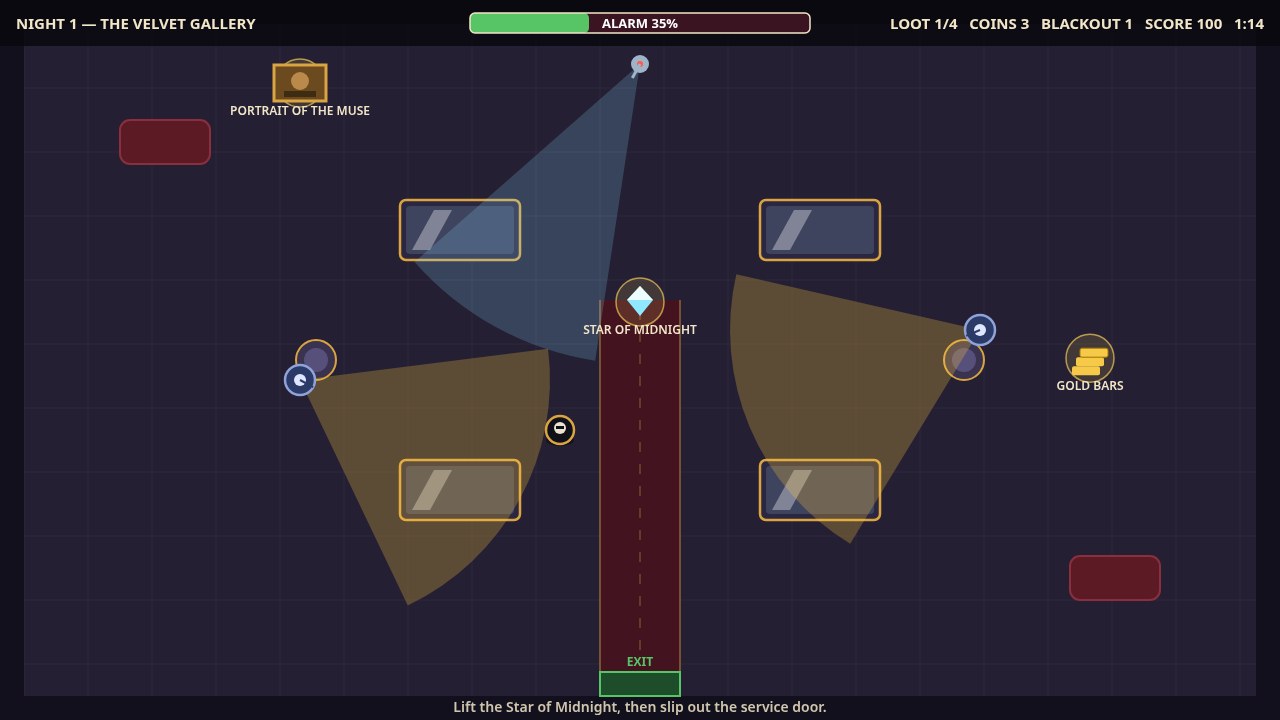 NIGHT 1 — THE VELVET GALLERY
ALARM 35%
LOOT 1/4 COINS 3 BLACKOUT 1 SCORE 100 1:14
PORTRAIT OF THE MUSE
STAR OF MIDNIGHT
GOLD BARS
EXIT
Lift the Star of Midnight, then slip out the service door.